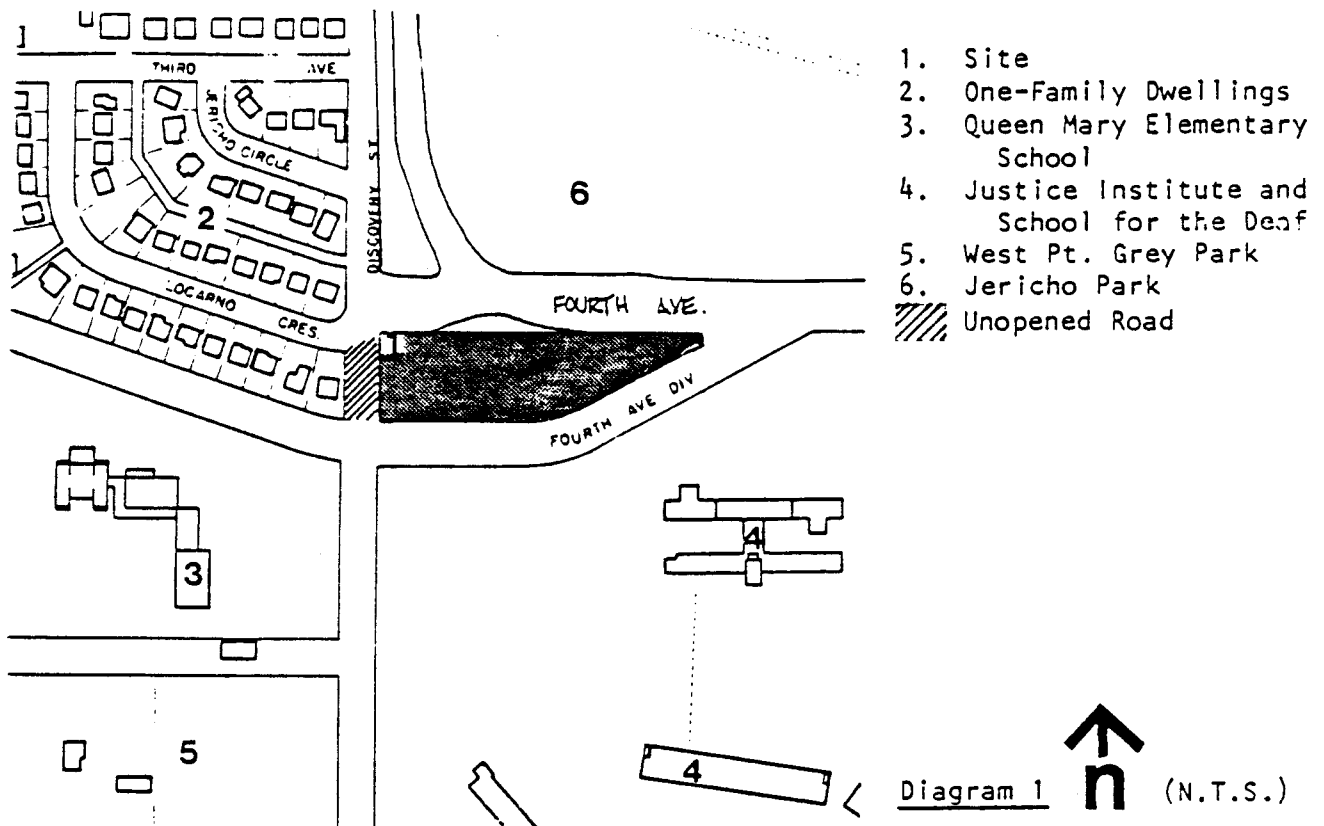 THIRD AVE
JERICHO CIRCLE
DISCOVERY ST.
2
6
LOCARNO CRES.
FOURTH AVE.
FOURTH AVE DIV
3
4
5
4
1. Site
2. One-Family Dwellings
3. Queen Mary Elementary
School
4. Justice Institute and
School for the Deaf
5. West Pt. Grey Park
6. Jericho Park
Unopened Road
Diagram 1
n
(N.T.S.)